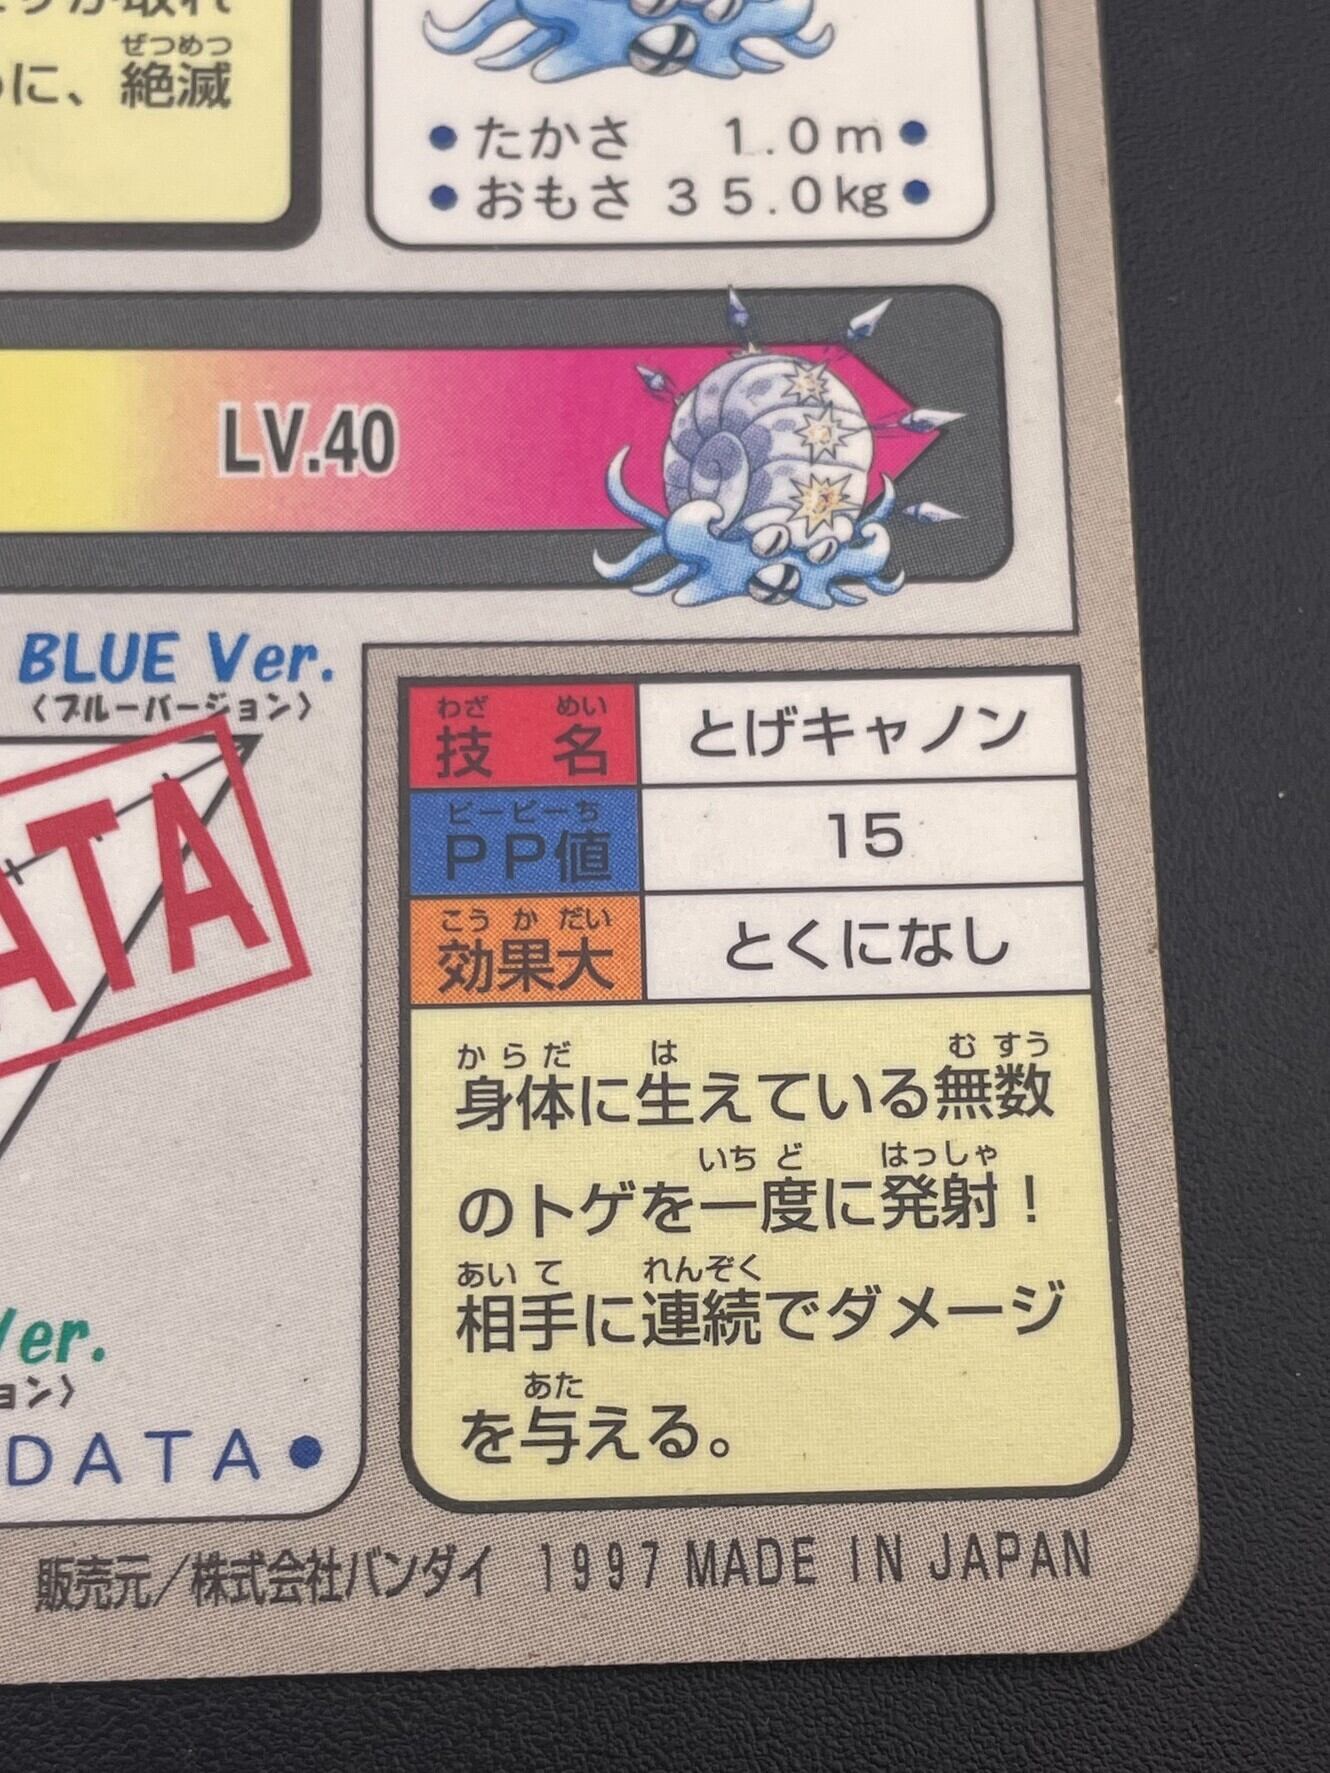 取れ
に、絶滅
ぜつめつ
●たかさ 1.0m●
●おもさ 35.0kg●
LV.40
BLUE Ver.
〈ブルーバージョン〉
ATA
わざ めい
技 名
とげキャノン
ピーピーち
PP値
15
こうかだい
効果大
とくになし
からだ は むすう
身体に生えている無数
いちど はっしゃ
のトゲを一度に発射！
あいて れんぞく
相手に連続でダメージ
あた
を与える。
Ver.
ョン〉
DATA●
販売元／株式会社バンダイ 1997 MADE IN JAPAN